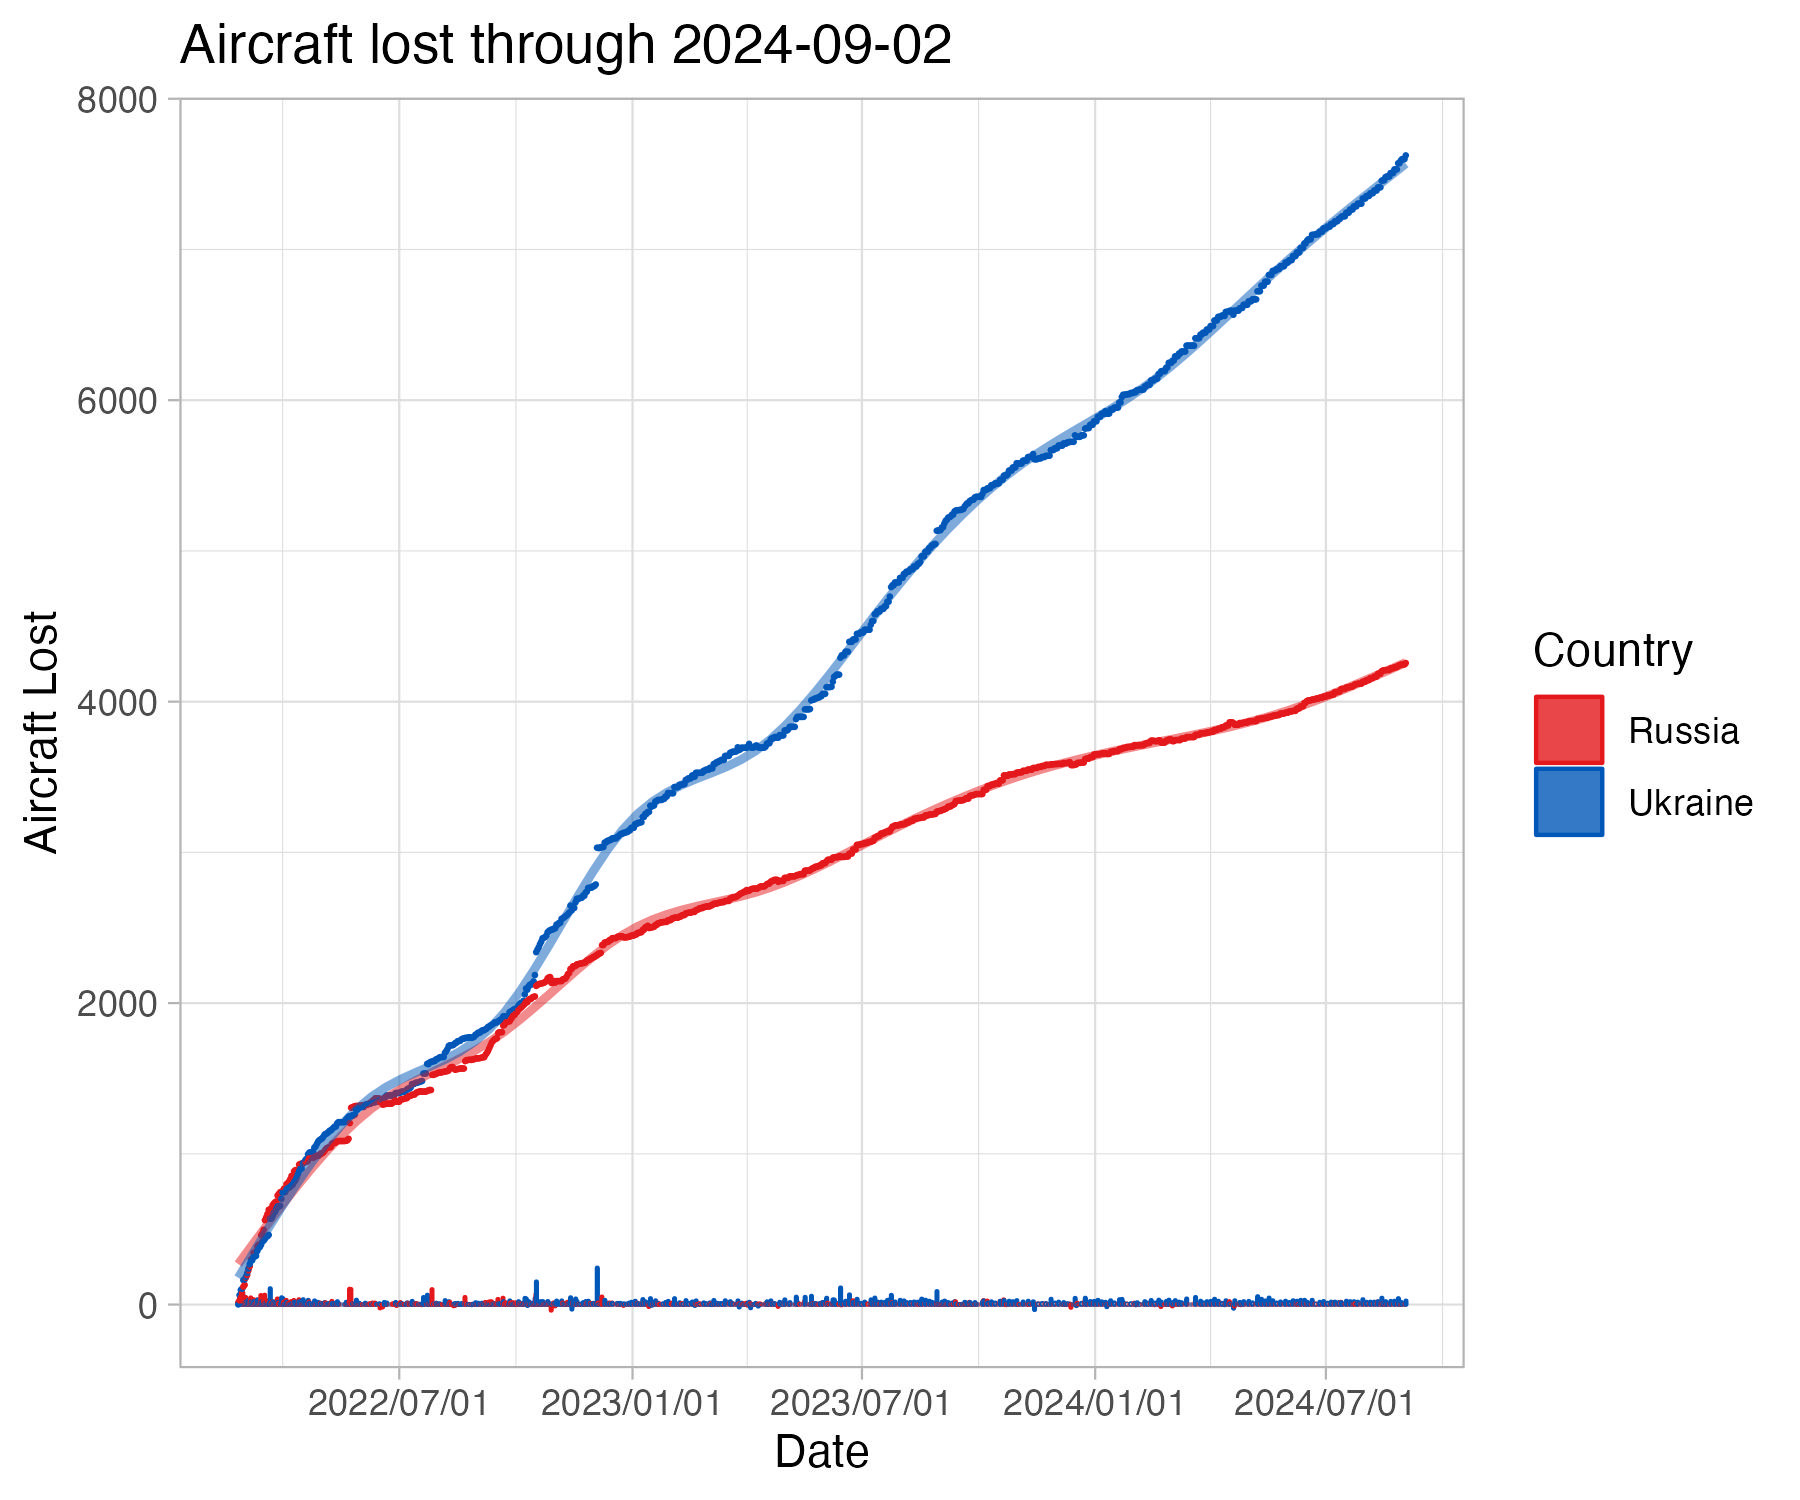 Aircraft lost through 2024-09-02
8000
6000
4000
2000
0
Aircraft Lost
2022/07/01
2023/01/01
2023/07/01
2024/01/01
2024/07/01
Date
Country
Russia
Ukraine